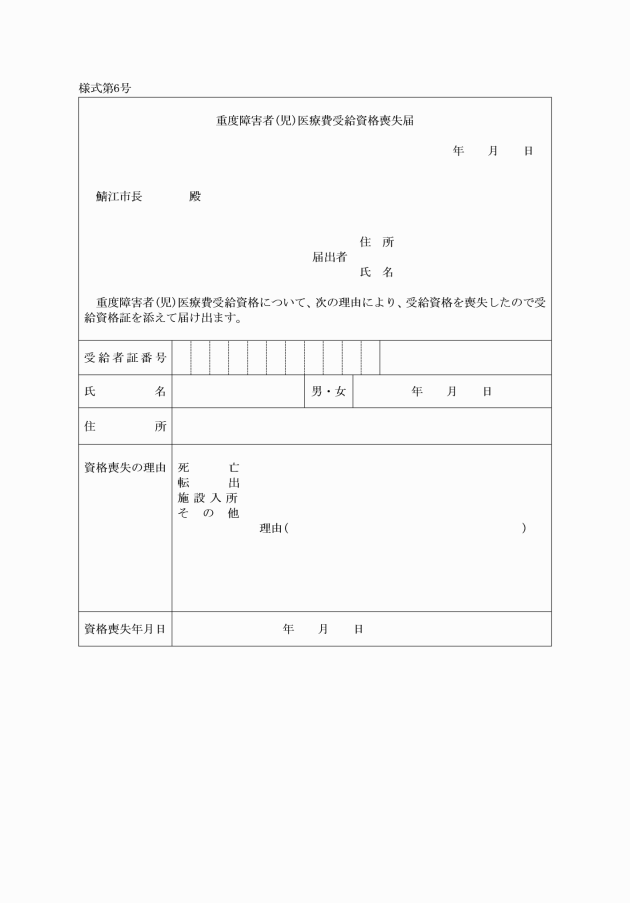 様式第6号
重度障害者(児)医療費受給資格喪失届
年　月　日
鯖江市長　殿
住　所
届出者
氏　名
重度障害者(児)医療費受給資格について、次の理由により、受給資格を喪失したので受
給資格証を添えて届け出ます。
受給者証番号
氏　名　男・女　年　月　日
住　所
資格喪失の理由　死　亡
転　出
施設入所
その他
理由(　)
資格喪失年月日　年　月　日